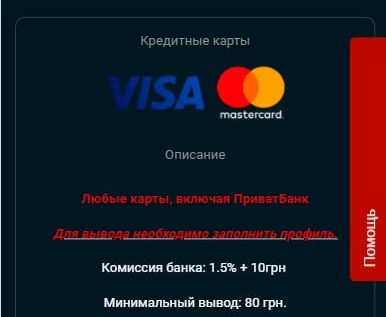 Кредитные карты
VISA
mastercard
Описание
Любые карты, включая ПриватБанк
Для вывода необходимо заполнить профиль.
Комиссия банка: 1.5% + 10грн
Минимальный вывод: 80 грн.
Помощь